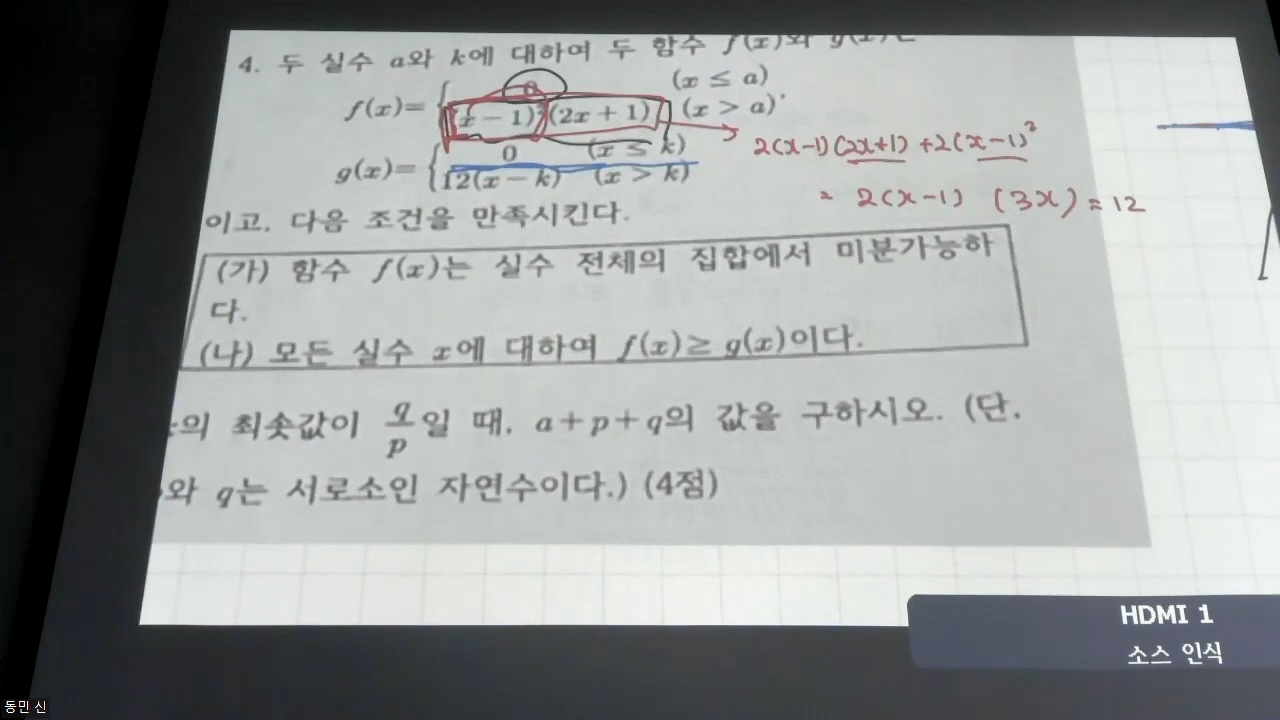 4. 두 실수 a와 k에 대하여 두 함수 f(x)와 g(x)는
f(x)={ 0 (x ≤ a)
(x-1)²(2x+1) (x > a).
2(x-1)(2x+1) +2(x-1)²
g(x)={ 0 (x ≤ k)
12(x-k) (x > k)
= 2(x-1) (3x) = 12
이고, 다음 조건을 만족시킨다.
(가) 함수 f(x)는 실수 전체의 집합에서 미분가능하
다.
(나) 모든 실수 x에 대하여 f(x)≥ g(x)이다.
의 최솟값이 q/p일 때, a+p+q의 값을 구하시오. (단,
와 q는 서로소인 자연수이다.) (4점)
HDMI 1
소스 인식
동민 신